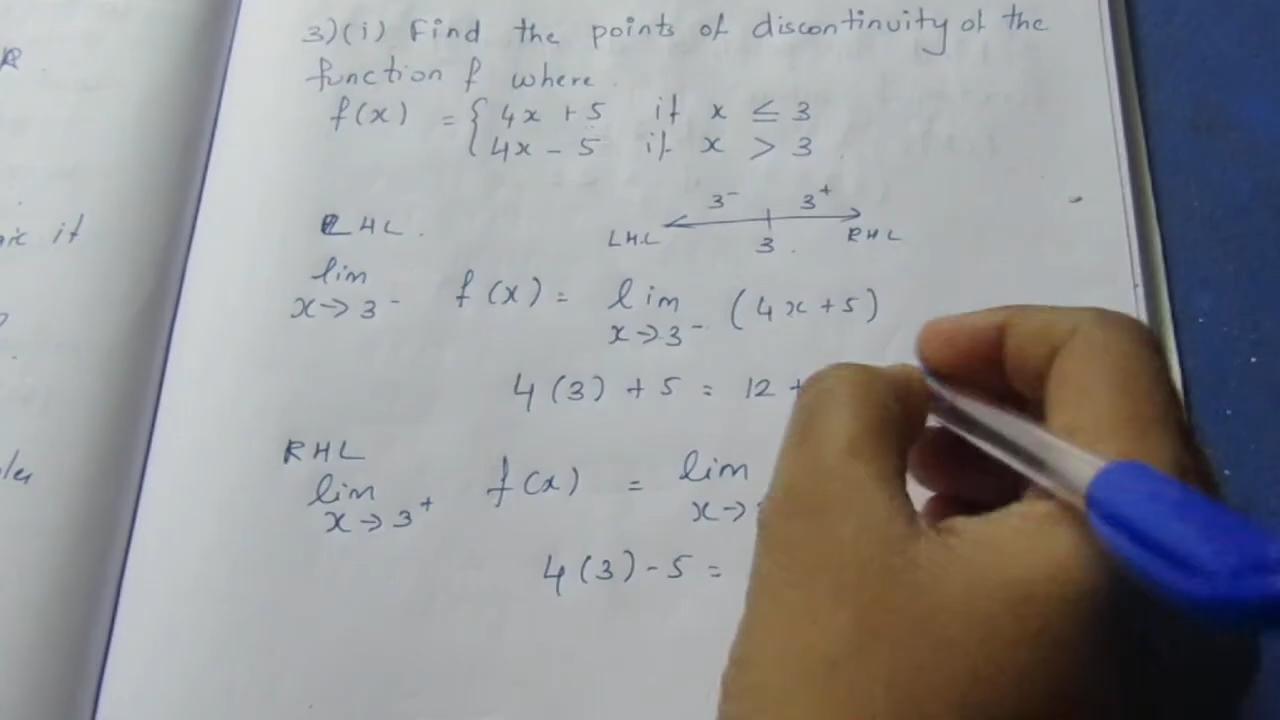 3)(i) Find the points of discontinuity of the
function f where
f(x) = { 4x + 5 if x ≤ 3
4x - 5 if x > 3
3⁻ 3⁺
LHL.
LHL 3 RHL
lim f(x) = lim (4x + 5)
x→3⁻ x→3⁻
4(3) + 5 = 12 +
RHL
lim f(x) = lim
x→3⁺ x→
4(3) - 5 =
it